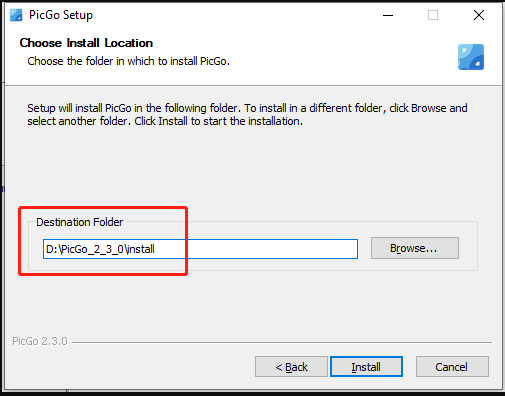 PicGo Setup
Choose Install Location
Choose the folder in which to install PicGo.
Setup will install PicGo in the following folder. To install in a different folder, click Browse and
select another folder. Click Install to start the installation.
Destination Folder
D:\PicGo_2_3_0\install
Browse...
PicGo 2.3.0
< Back
Install
Cancel